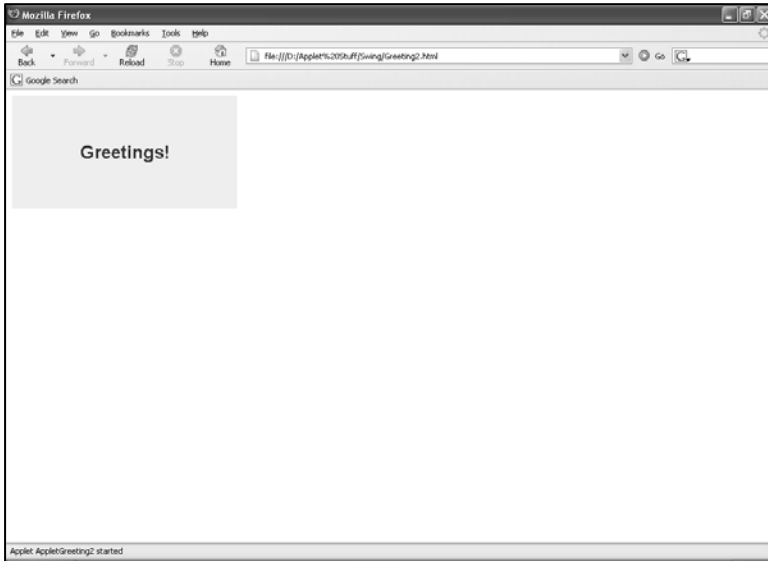 Mozilla Firefox
File Edit View Go Bookmarks Tools Help
Back Forward Reload Stop Home file:///D:/Applet%20Stuff/Swing/Greeting2.html Go G
G Google Search
Greetings!
Applet AppletGreeting2 started